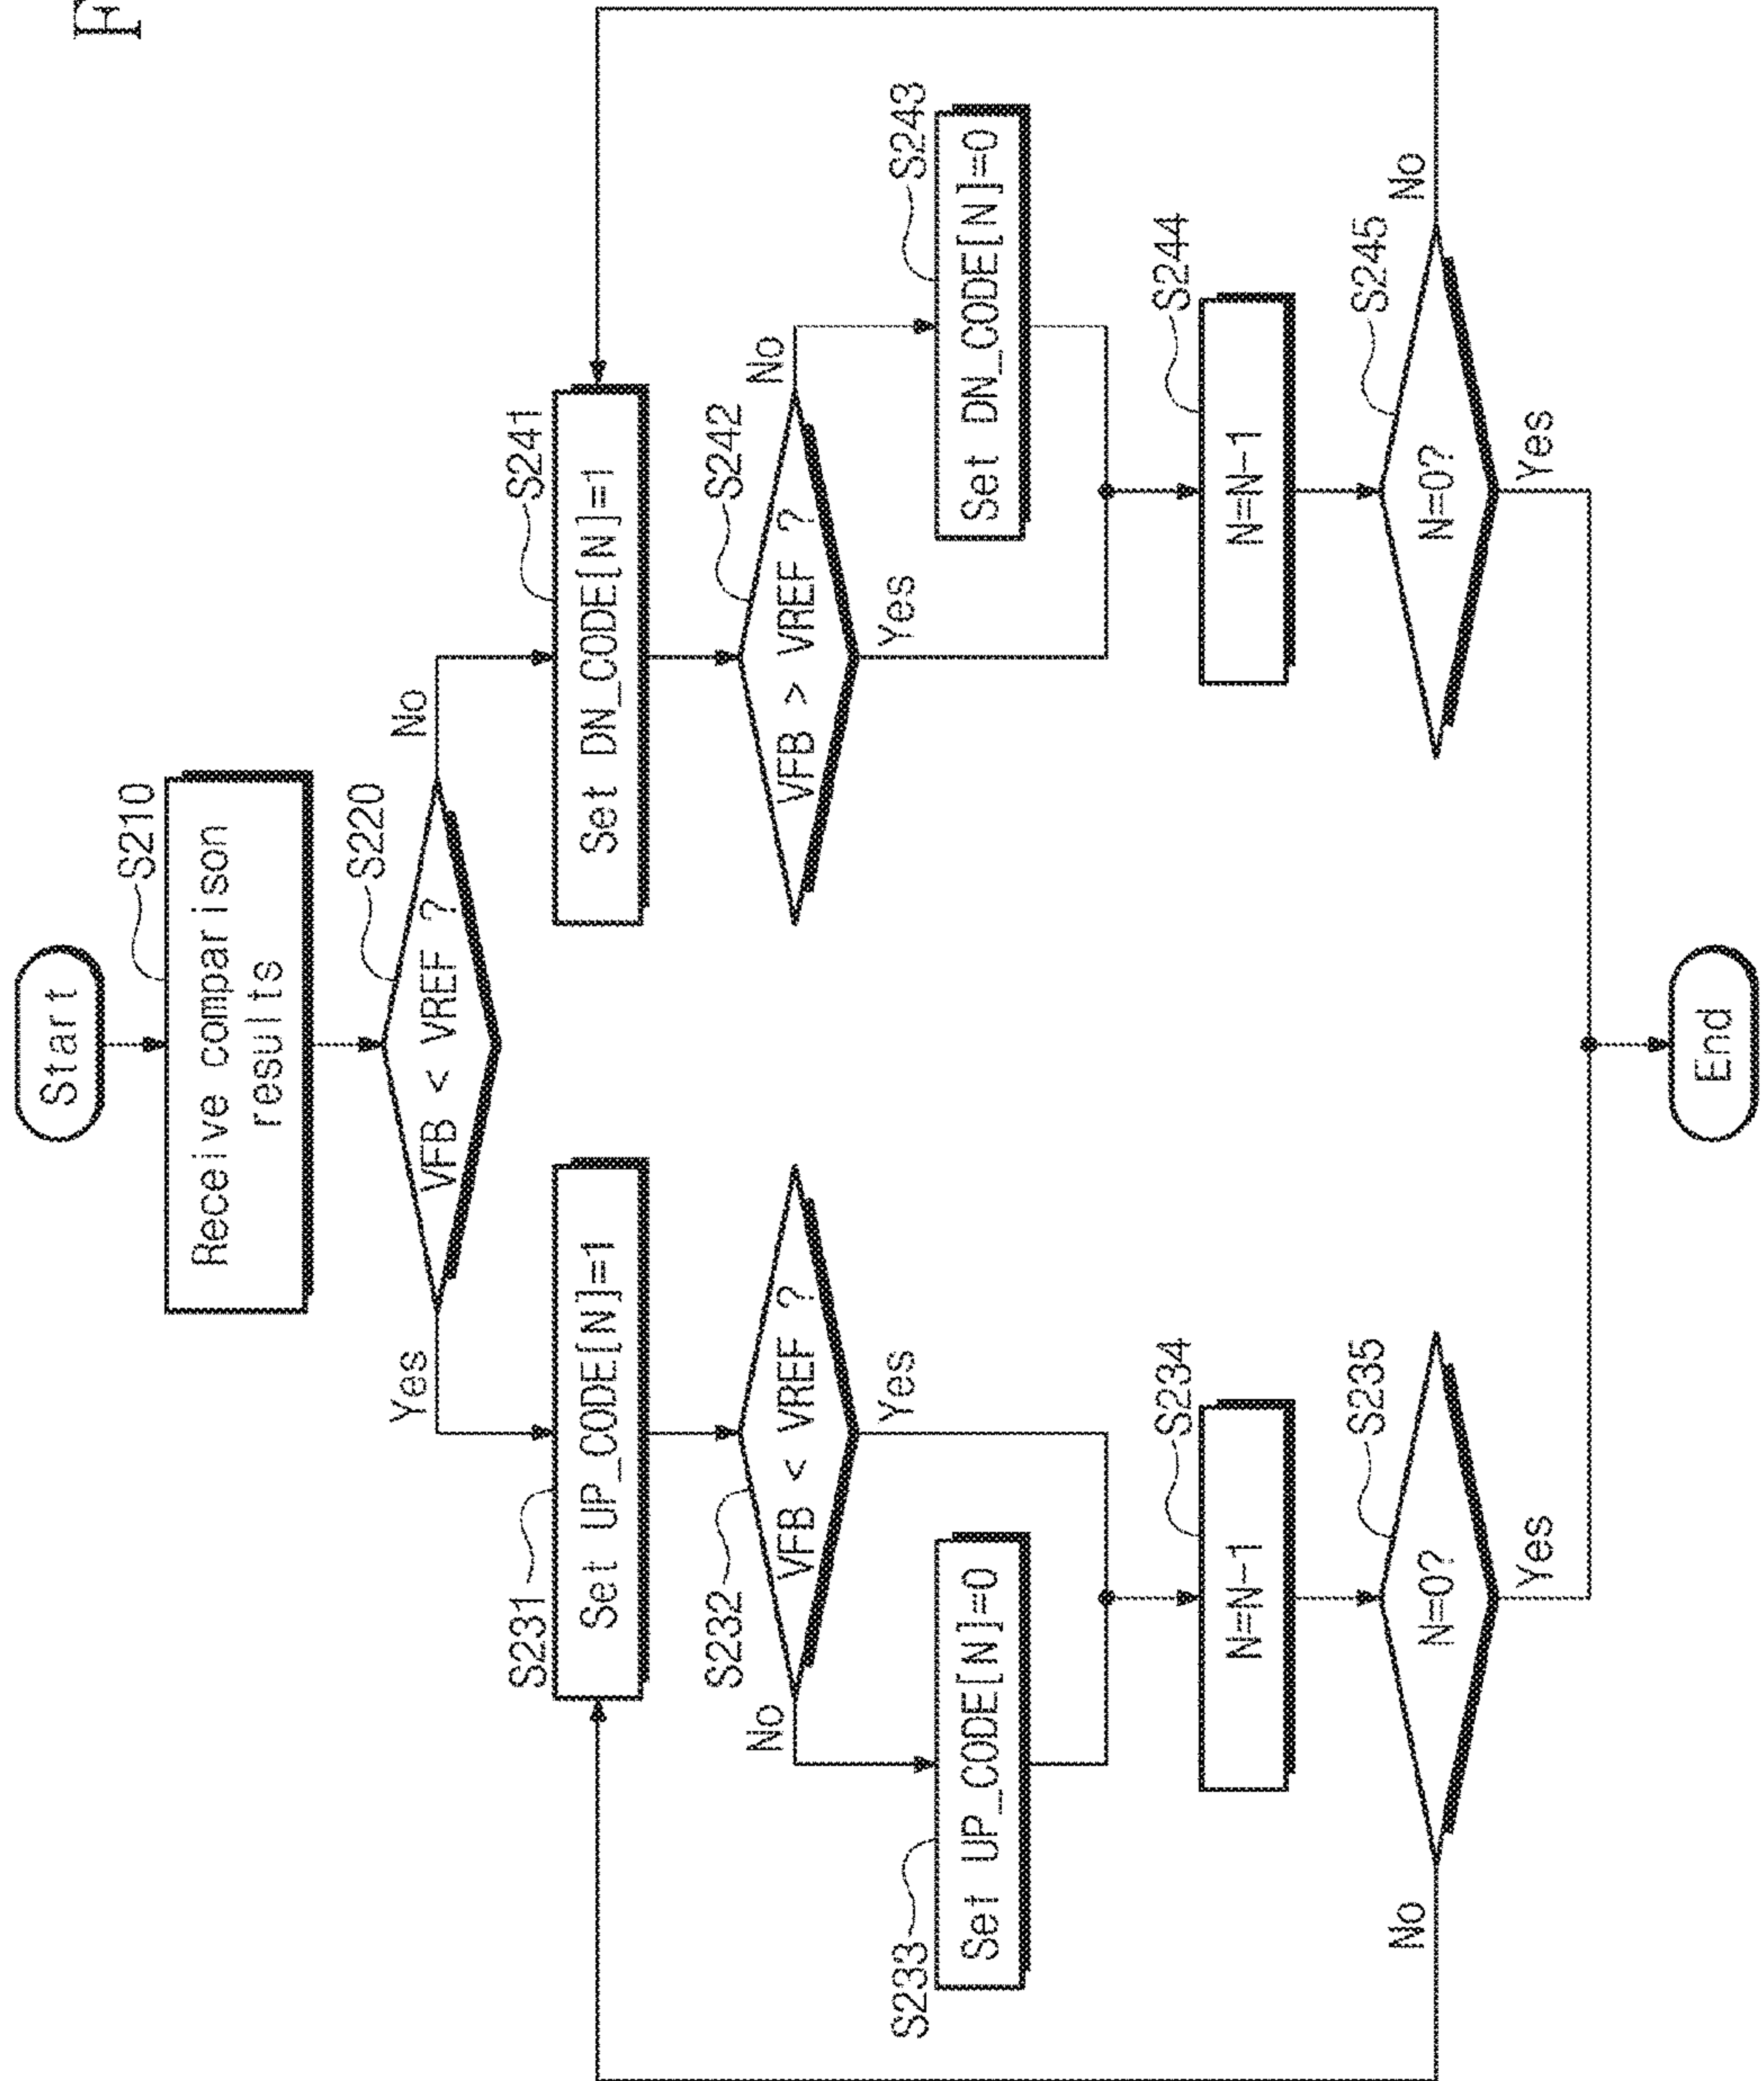 Start
S210
Receive comparison
results
S220
VFB < VREF ?
Yes
No
S231
Set UP_CODE[N]=1
S241
Set DN_CODE[N]=1
S232
VFB < VREF ?
No
Yes
S242
VFB > VREF ?
Yes
No
S233
Set UP_CODE[N]=0
S243
Set DN_CODE[N]=0
S234
N=N-1
S244
N=N-1
S235
N=0?
No
Yes
S245
N=0?
Yes
No
End